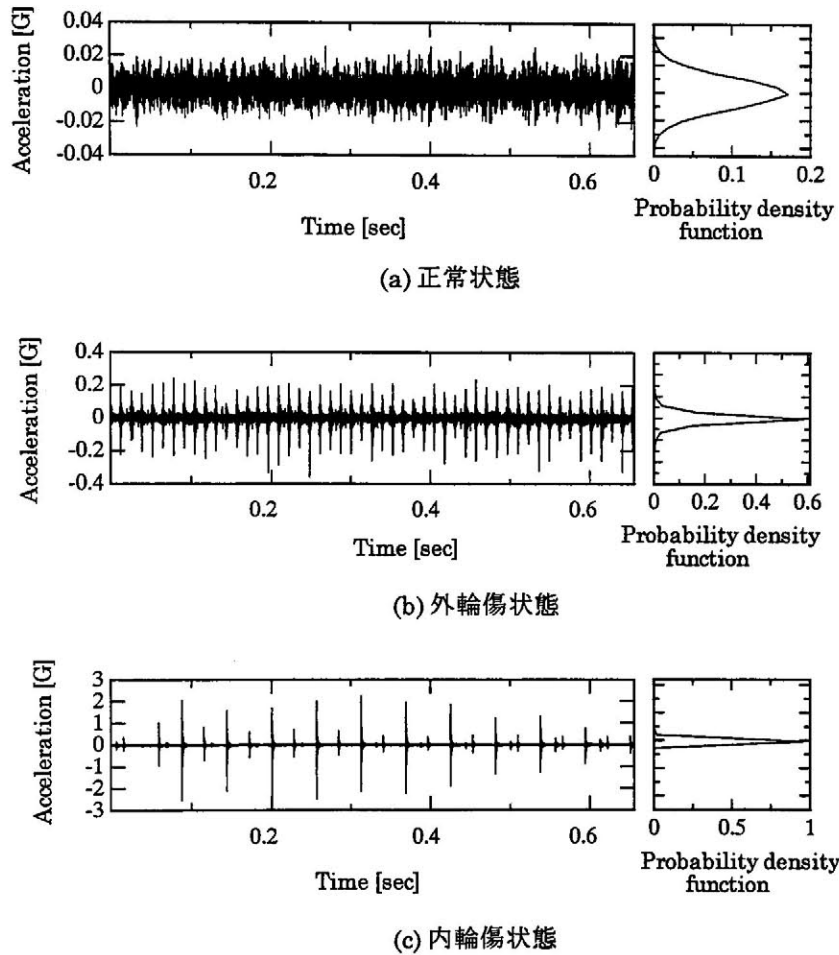 Acceleration [G]
0.04
0.02
0
-0.02
-0.04
0.2
0.4
0.6
Time [sec]
0
0.1
0.2
Probability density
function
(a) 正常状態
Acceleration [G]
0.4
0.2
0
-0.2
-0.4
0.2
0.4
0.6
Time [sec]
0
0.2
0.4
0.6
Probability density
function
(b) 外輪傷状態
Acceleration [G]
3
2
1
0
-1
-2
-3
0.2
0.4
0.6
Time [sec]
0
0.5
1
Probability density
function
(c) 内輪傷状態